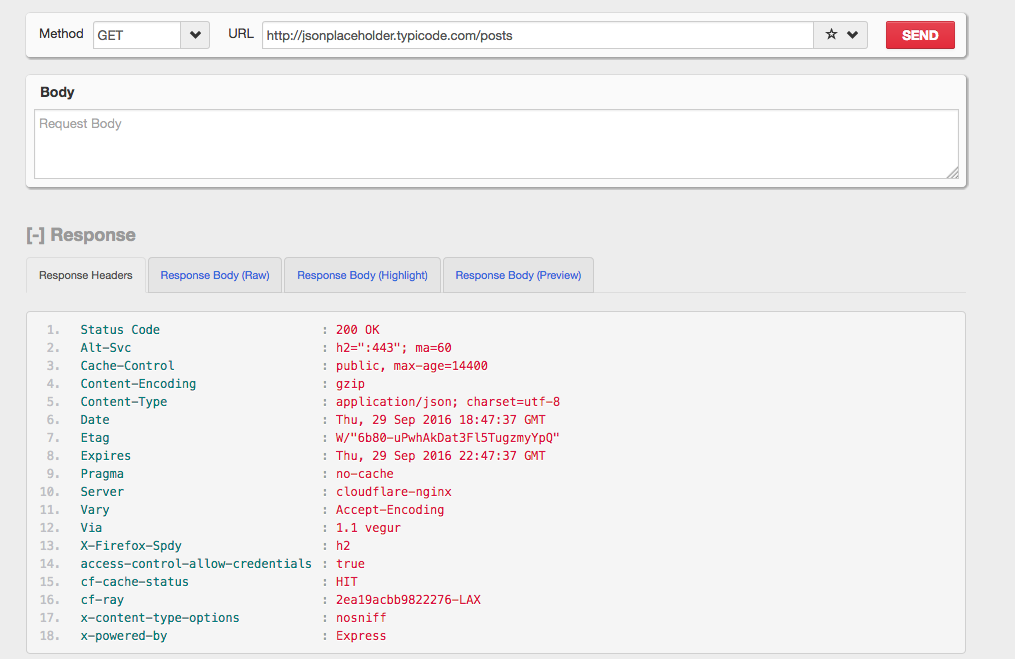 Method GET URL http://jsonplaceholder.typicode.com/posts SEND
Body
Request Body
[-] Response
Response Headers Response Body (Raw) Response Body (Highlight) Response Body (Preview)
1. Status Code : 200 OK
2. Alt-Svc : h2=":443"; ma=60
3. Cache-Control : public, max-age=14400
4. Content-Encoding : gzip
5. Content-Type : application/json; charset=utf-8
6. Date : Thu, 29 Sep 2016 18:47:37 GMT
7. Etag : W/"6b80-uPwhAkDat3Fl5TugzmyYpQ"
8. Expires : Thu, 29 Sep 2016 22:47:37 GMT
9. Pragma : no-cache
10. Server : cloudflare-nginx
11. Vary : Accept-Encoding
12. Via : 1.1 vegur
13. X-Firefox-Spdy : h2
14. access-control-allow-credentials : true
15. cf-cache-status : HIT
16. cf-ray : 2ea19acbb9822276-LAX
17. x-content-type-options : nosniff
18. x-powered-by : Express